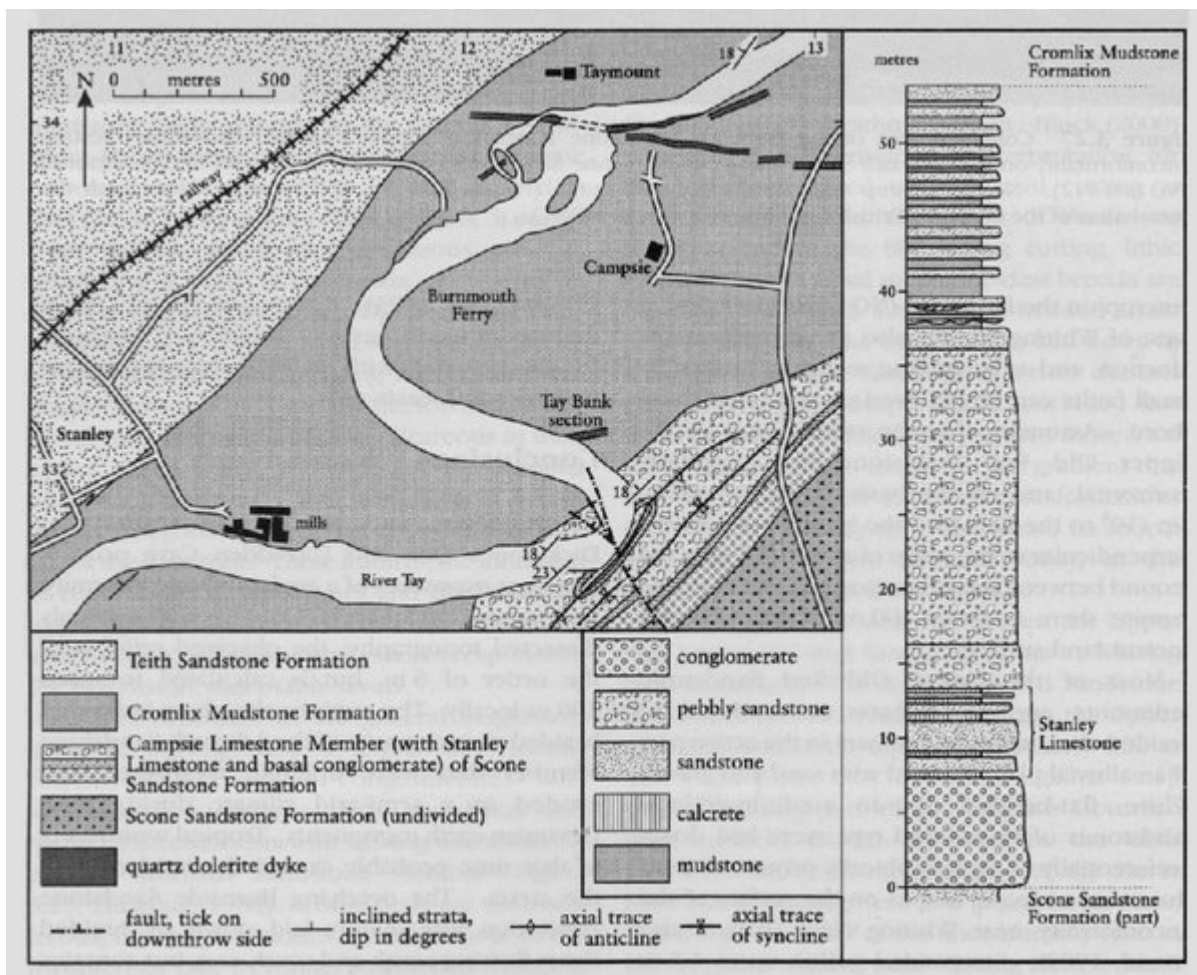 11
12
13
N
0 metres 500
18
Taymount
34
railway
Campsie
Burnmouth
Ferry
Tay Bank
section
Stanley
33
18
mills
18
23
River Tay
Teith Sandstone Formation
Cromlix Mudstone Formation
Campsie Limestone Member (with Stanley
Limestone and basal conglomerate) of Scone
Sandstone Formation
Scone Sandstone Formation (undivided)
quartz dolerite dyke
conglomerate
pebbly sandstone
sandstone
calcrete
mudstone
fault, tick on
downthrow side
inclined strata,
dip in degrees
axial trace
of anticline
axial trace
of syncline
metres
Cromlix Mudstone
Formation
50
40
30
20
10
0
Stanley
Limestone
Scone Sandstone
Formation (part)